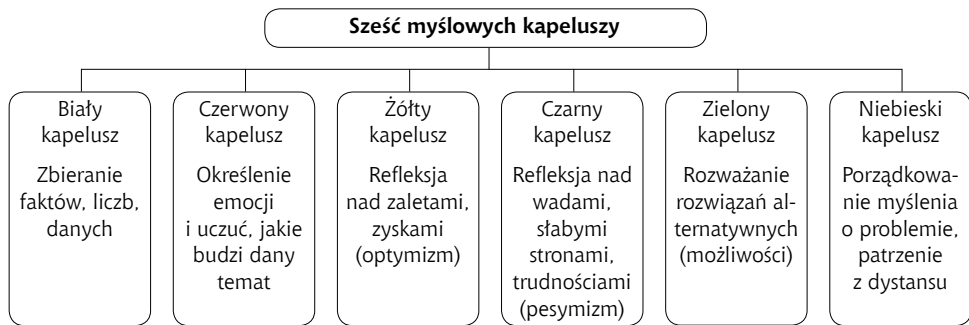 Sześć myślowych kapeluszy
Biały
kapelusz
Zbieranie
faktów, liczb,
danych
Czerwony
kapelusz
Określenie
emocji
i uczuć, jakie
budzi dany
temat
Żółty
kapelusz
Refleksja
nad zaletami,
zyskami
(optymizm)
Czarny
kapelusz
Refleksja nad
wadami,
słabymi
stronami,
trudnościami
(pesymizm)
Zielony
kapelusz
Rozważanie
rozwiązań al-
ternatywnych
(możliwości)
Niebieski
kapelusz
Porządkowa-
nie myślenia
o problemie,
patrzenie
z dystansu